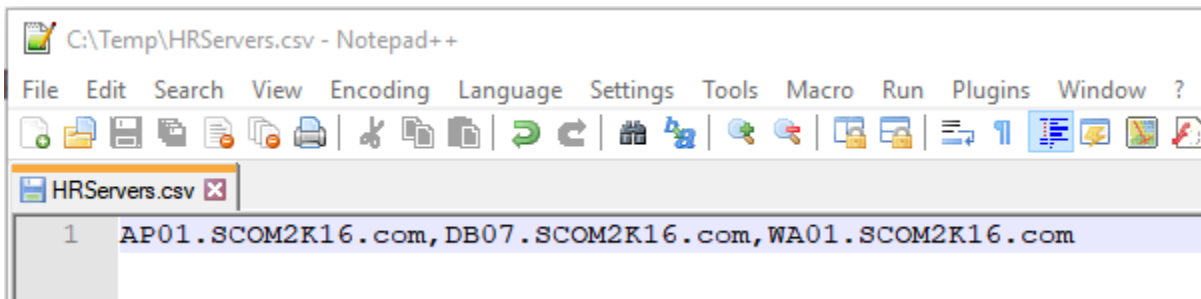 C:\Temp\HRServers.csv - Notepad++
File Edit Search View Encoding Language Settings Tools Macro Run Plugins Window ?
HRServers.csv
1 AP01.SCOM2K16.com,DB07.SCOM2K16.com,WA01.SCOM2K16.com